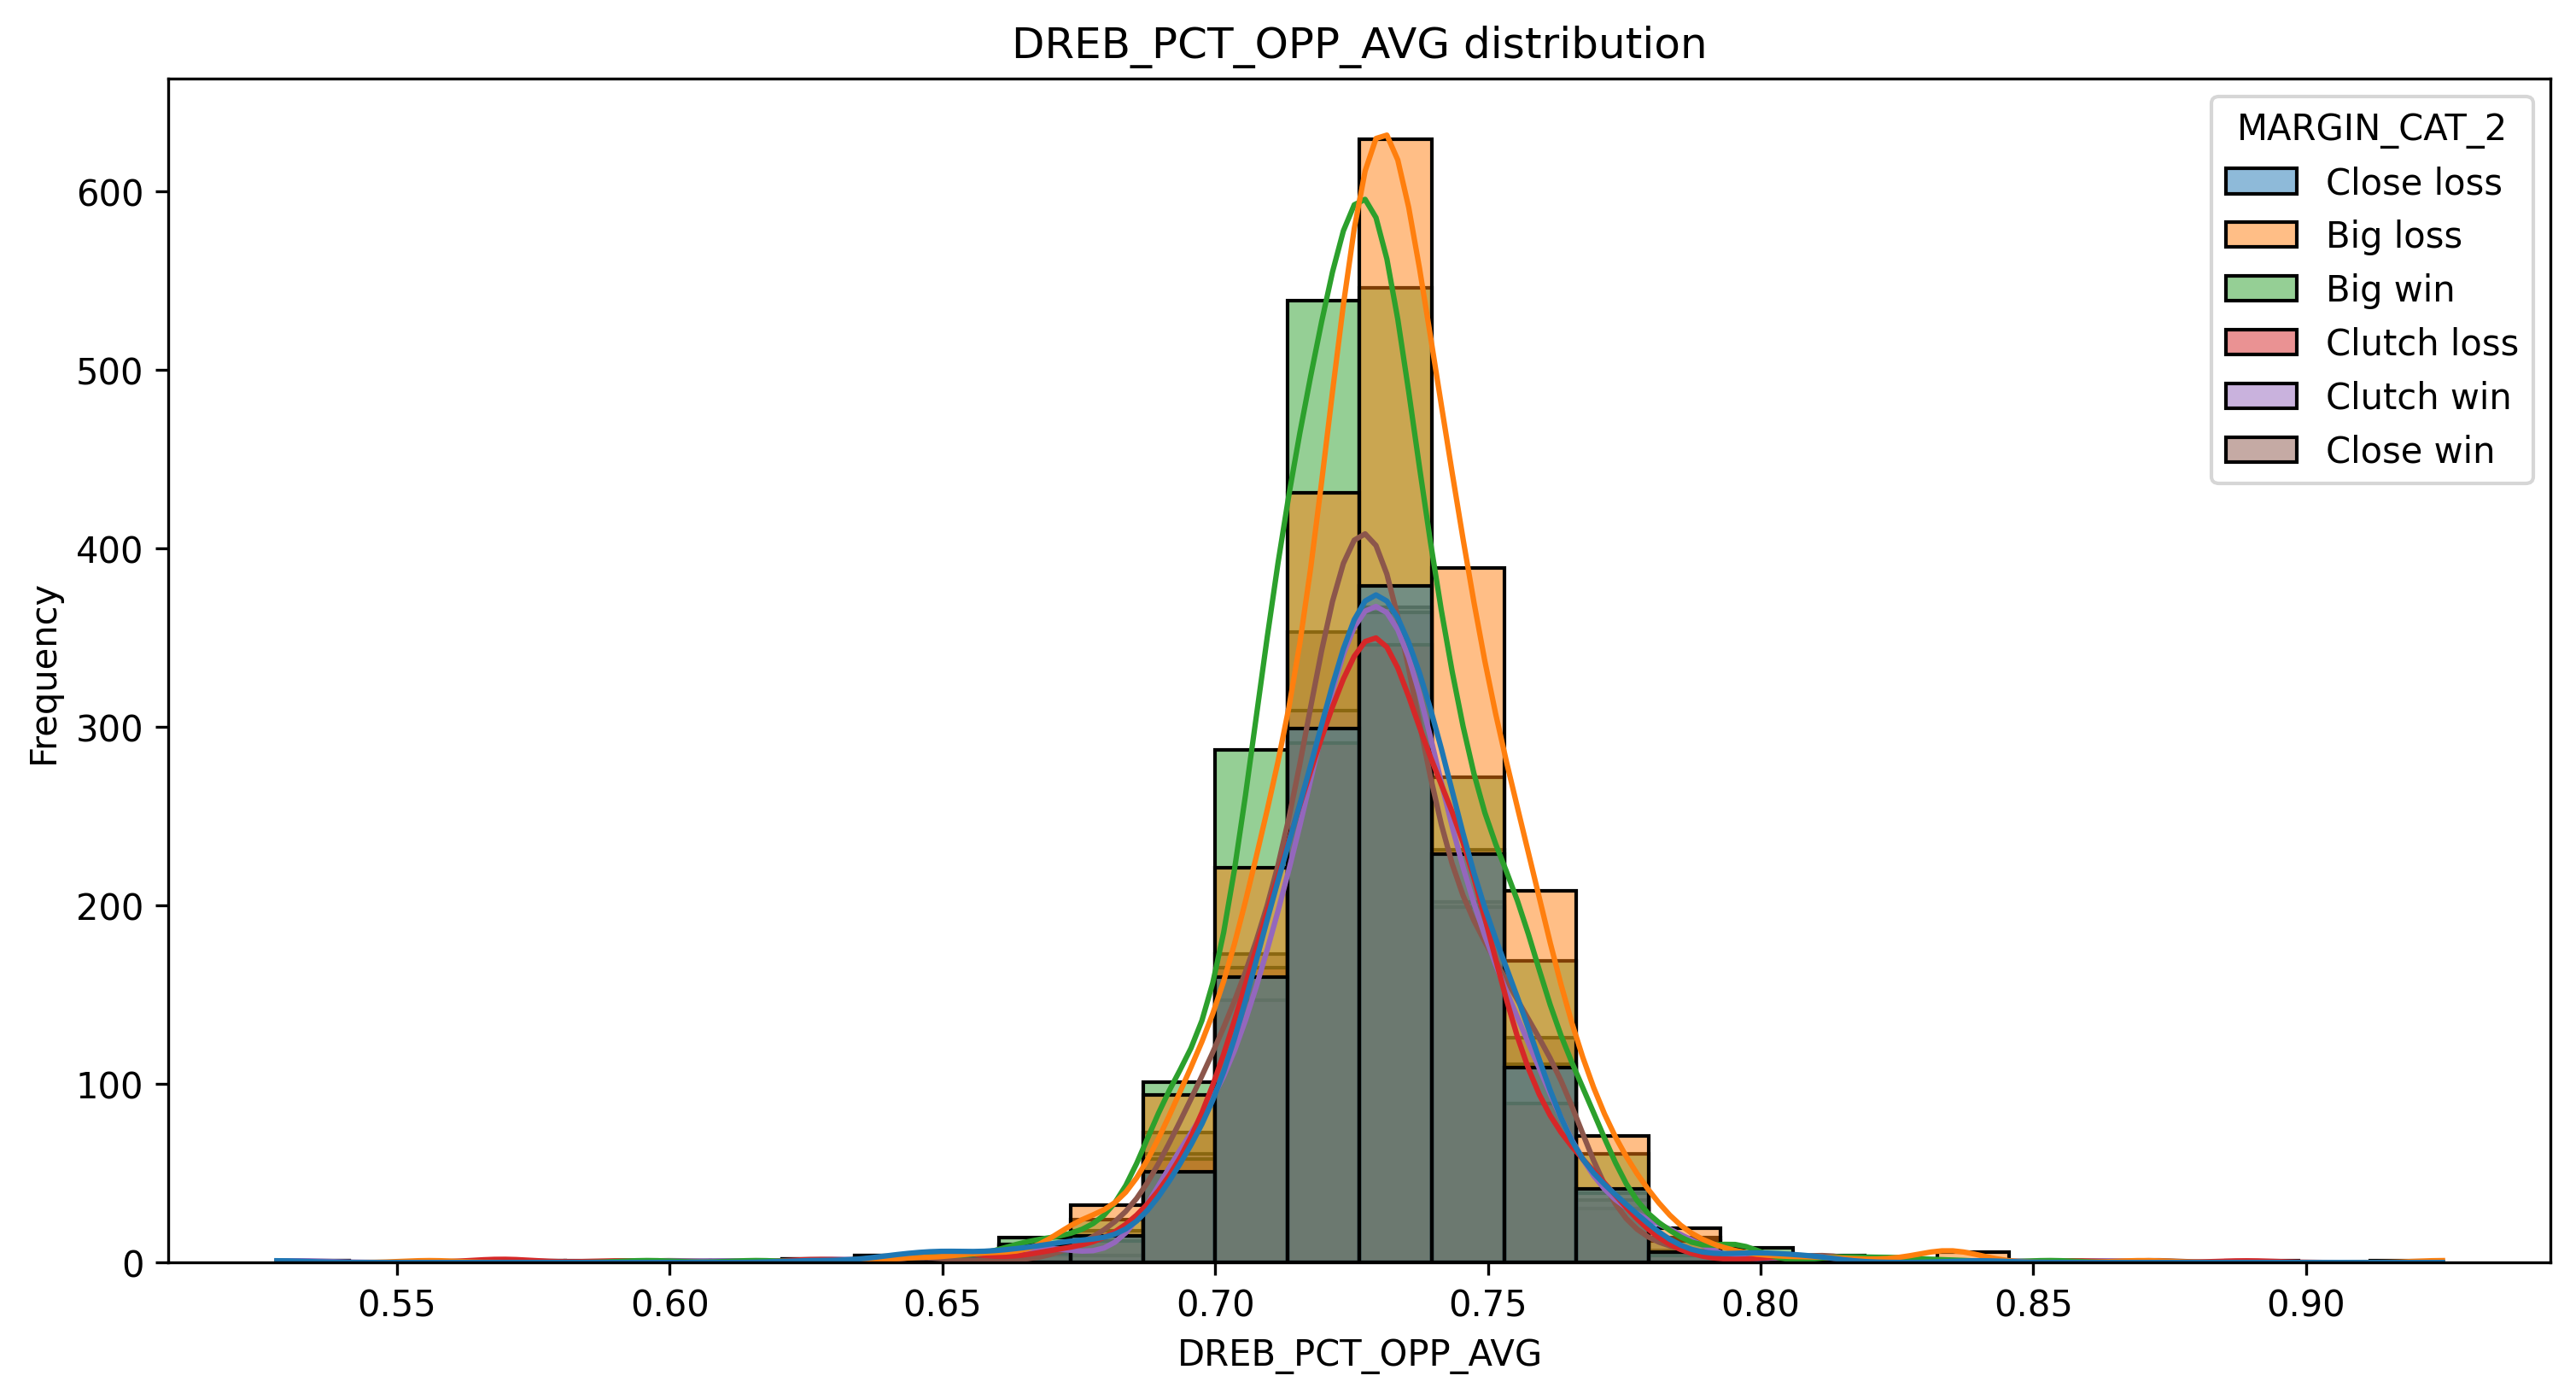 DREB_PCT_OPP_AVG distribution
MARGIN_CAT_2
Close loss
Big loss
Big win
Clutch loss
Clutch win
Close win
Frequency
600
500
400
300
200
100
0
0.55 0.60 0.65 0.70 0.75 0.80 0.85 0.90
DREB_PCT_OPP_AVG